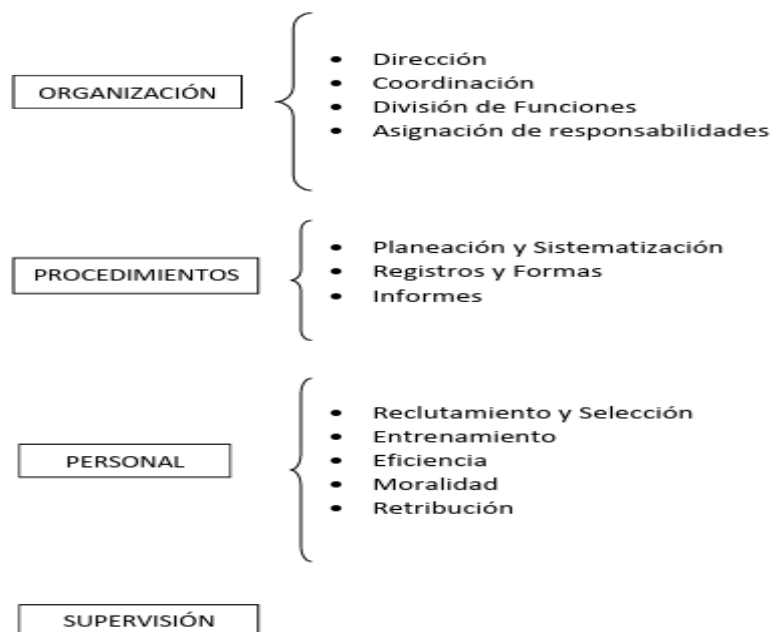 ORGANIZACIÓN
• Dirección
• Coordinación
• División de Funciones
• Asignación de responsabilidades
PROCEDIMIENTOS
• Planeación y Sistematización
• Registros y Formas
• Informes
PERSONAL
• Reclutamiento y Selección
• Entrenamiento
• Eficiencia
• Moralidad
• Retribución
SUPERVISIÓN